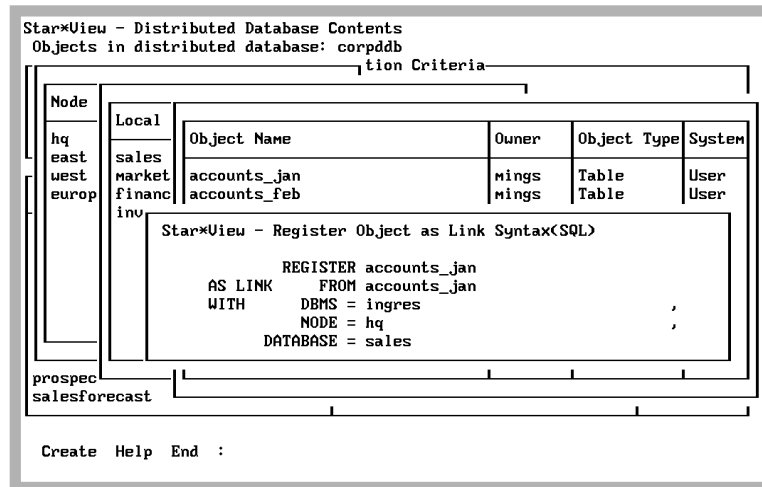 Star*View - Distributed Database Contents
Objects in distributed database: corpddb
tion Criteria
Node
Local
hq
east
west
europ
sales
market
financ
inv
Object Name Owner Object Type System
accounts_jan mings Table User
accounts_feb mings Table User
Star*View - Register Object as Link Syntax(SQL)
REGISTER accounts_jan
AS LINK FROM accounts_jan
WITH DBMS = ingres ,
NODE = hq ,
DATABASE = sales
prospec
salesforecast
Create Help End :